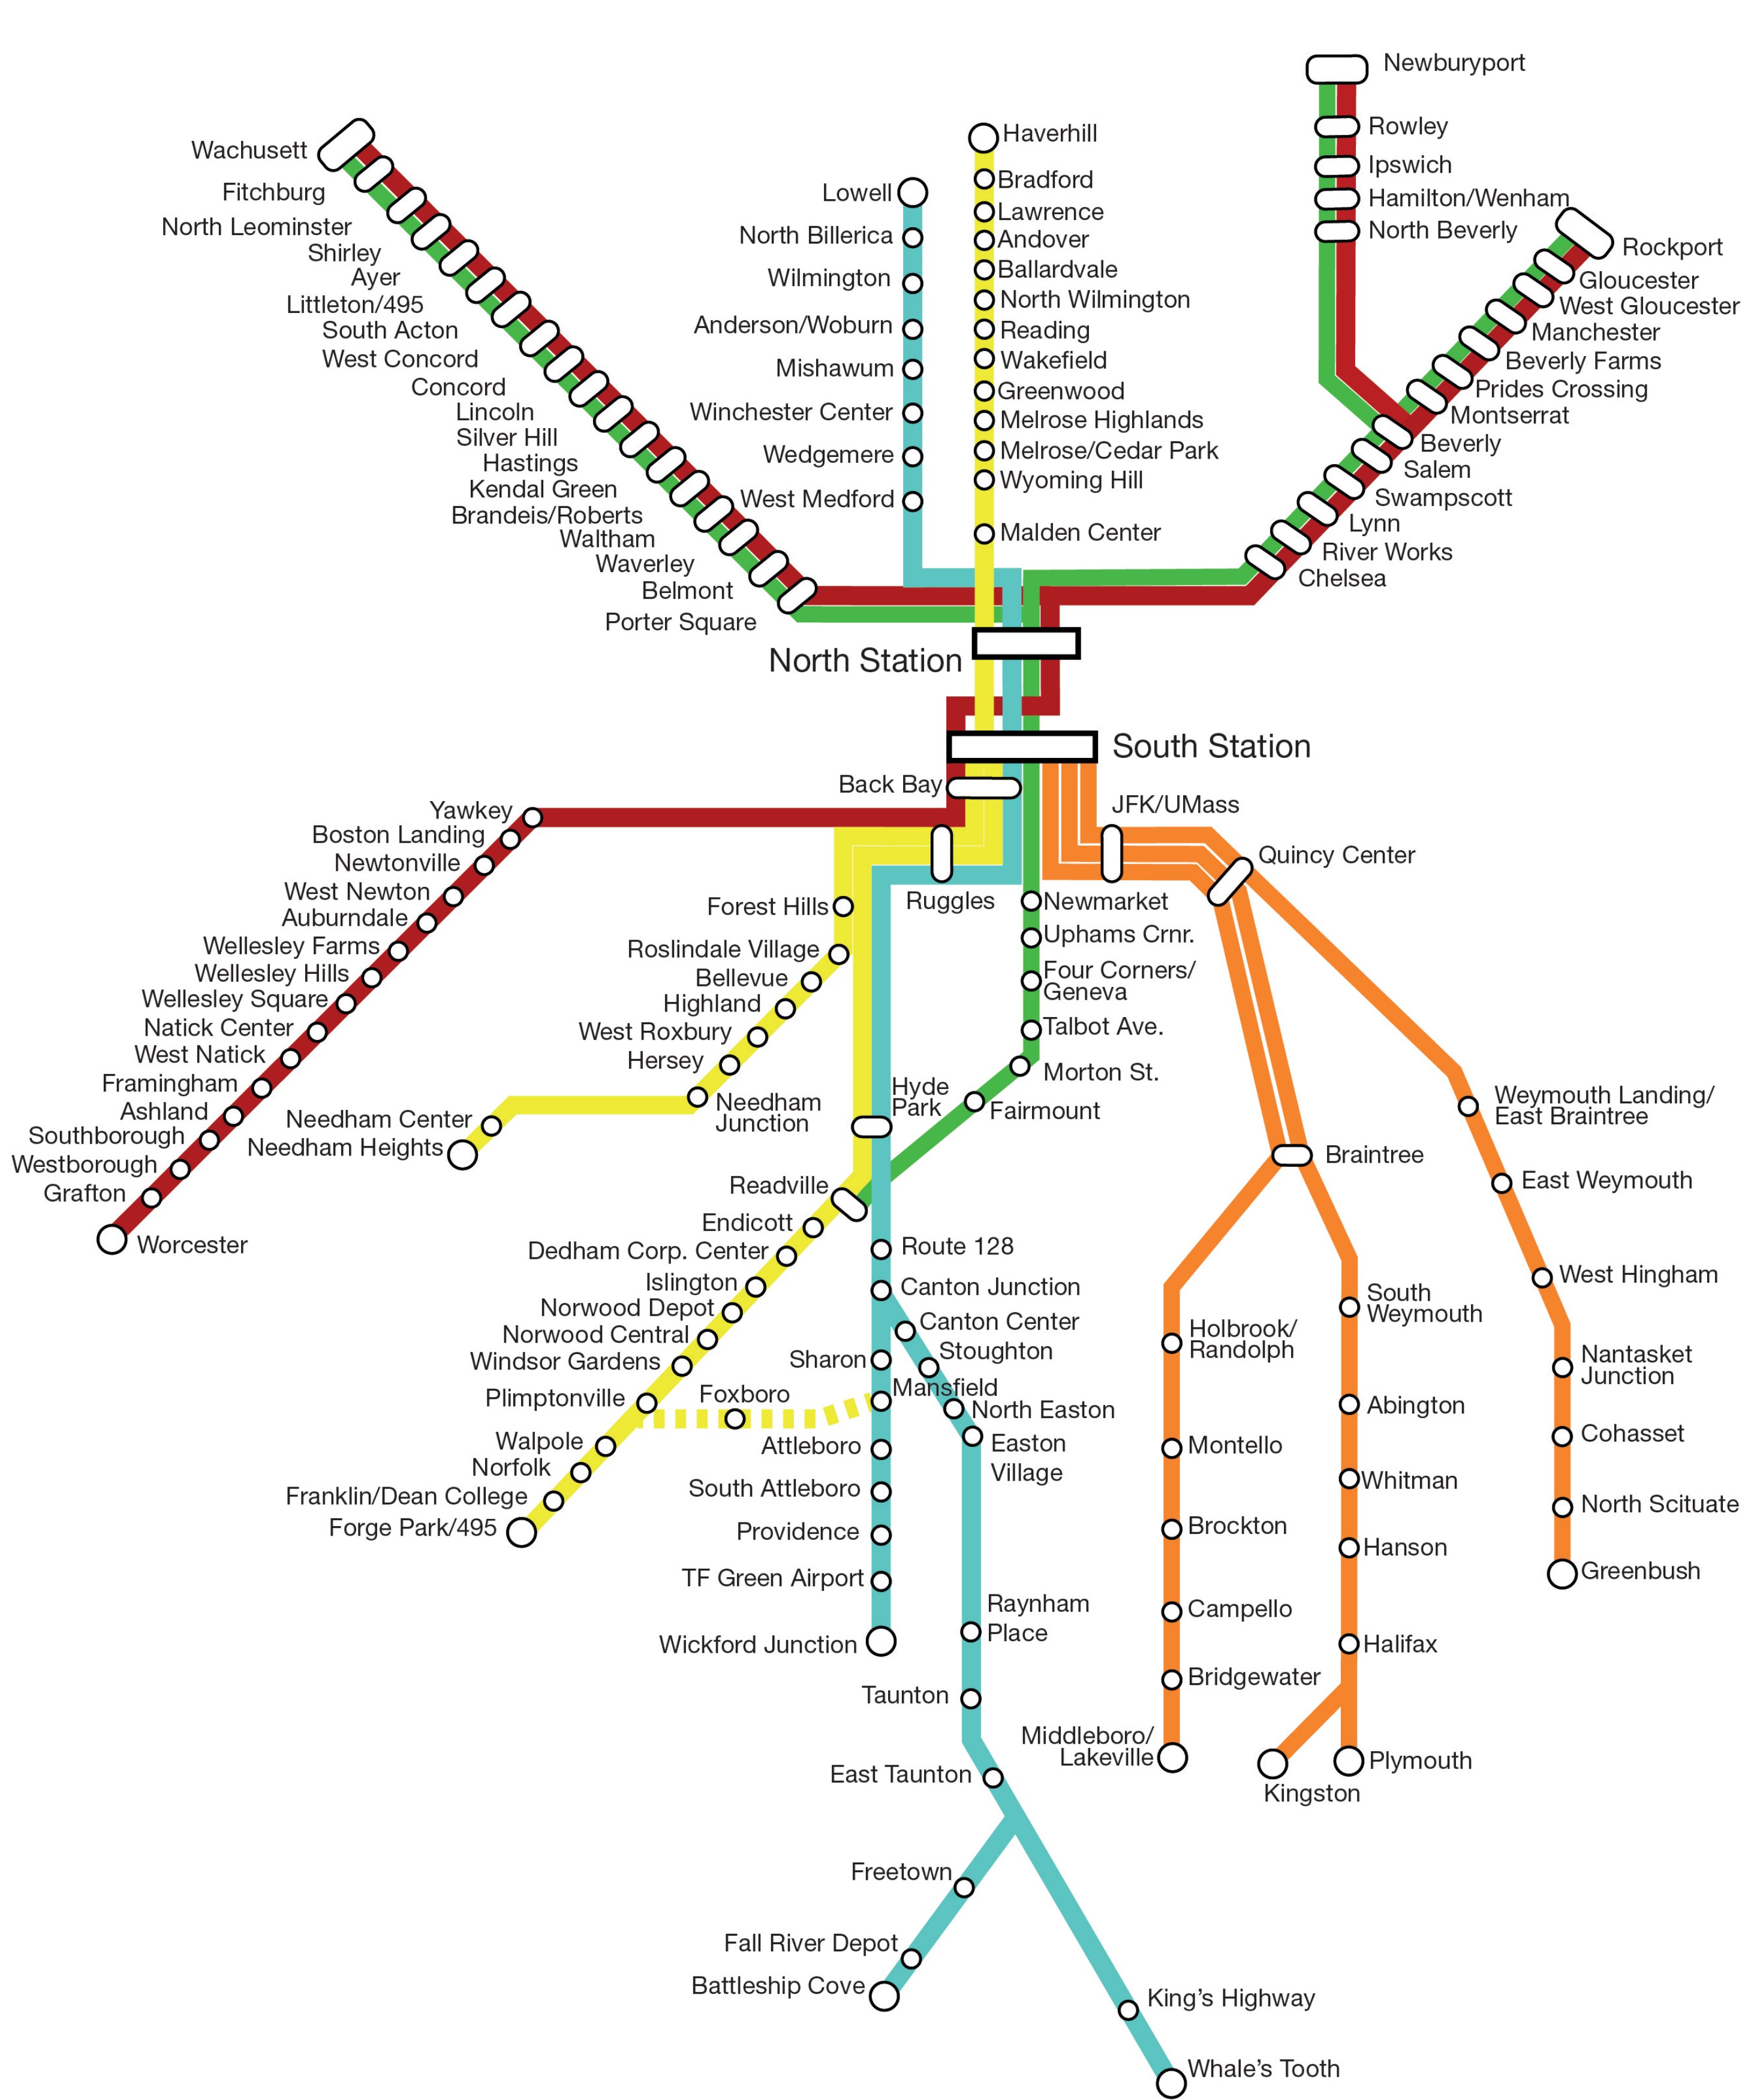 Newburyport
Rowley
Ipswich
Hamilton/Wenham
North Beverly
Rockport
Gloucester
West Gloucester
Manchester
Beverly Farms
Prides Crossing
Montserrat
Beverly
Salem
Swampscott
Lynn
River Works
Chelsea
Haverhill
Bradford
Lawrence
Andover
Ballardvale
North Wilmington
Reading
Wakefield
Greenwood
Melrose Highlands
Melrose/Cedar Park
Wyoming Hill
Malden Center
Lowell
North Billerica
Wilmington
Anderson/Woburn
Mishawum
Winchester Center
Wedgemere
West Medford
Wachusett
Fitchburg
North Leominster
Shirley
Ayer
Littleton/495
South Acton
West Concord
Concord
Lincoln
Silver Hill
Hastings
Kendal Green
Brandeis/Roberts
Waltham
Waverley
Belmont
Porter Square
North Station
South Station
Back Bay
JFK/UMass
Quincy Center
Ruggles
Yawkey
Boston Landing
Newtonville
West Newton
Auburndale
Wellesley Farms
Wellesley Hills
Wellesley Square
Natick Center
West Natick
Framingham
Ashland
Southborough
Westborough
Grafton
Worcester
Forest Hills
Roslindale Village
Bellevue
Highland
West Roxbury
Hersey
Needham
Junction
Needham Center
Needham Heights
Newmarket
Uphams Crnr.
Four Corners/
Geneva
Talbot Ave.
Morton St.
Fairmount
Hyde
Park
Readville
Endicott
Dedham Corp. Center
Islington
Norwood Depot
Norwood Central
Windsor Gardens
Plimptonville
Foxboro
Walpole
Norfolk
Franklin/Dean College
Forge Park/495
Route 128
Canton Junction
Canton Center
Stoughton
Sharon
Mansfield
North Easton
Easton
Village
Attleboro
South Attleboro
Providence
TF Green Airport
Wickford Junction
Raynham
Place
Taunton
East Taunton
Freetown
Fall River Depot
Battleship Cove
King's Highway
Whale's Tooth
Braintree
Holbrook/
Randolph
Montello
Brockton
Campello
Bridgewater
Middleboro/
Lakeville
South
Weymouth
Abington
Whitman
Hanson
Halifax
Kingston
Plymouth
Weymouth Landing/
East Braintree
East Weymouth
West Hingham
Nantasket
Junction
Cohasset
North Scituate
Greenbush